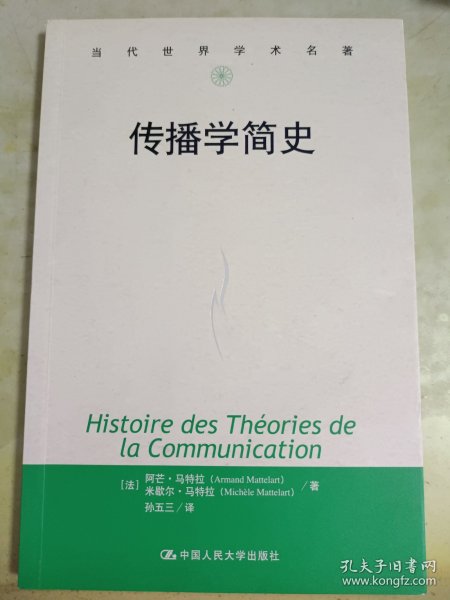 当代世界学术名著
传播学简史
Histoire des Théories de
la Communication
[法] 阿芒·马特拉（Armand Mattelart）
米歇尔·马特拉（Michèle Mattelart） /著
孙五三/译
中国人民大学出版社
孔夫子旧书网
www.kongfz.com